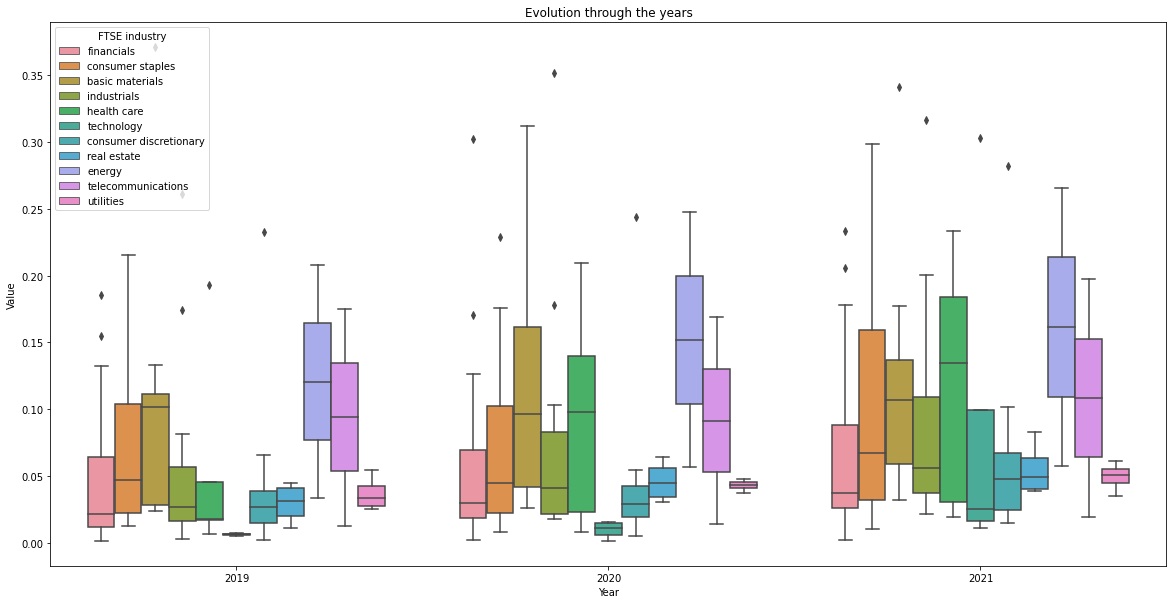 Evolution through the years
FTSE industry
financials
consumer staples
basic materials
industrials
health care
technology
consumer discretionary
real estate
energy
telecommunications
utilities
Value
0.35
0.30
0.25
0.20
0.15
0.10
0.05
0.00
2019
2020
2021
Year